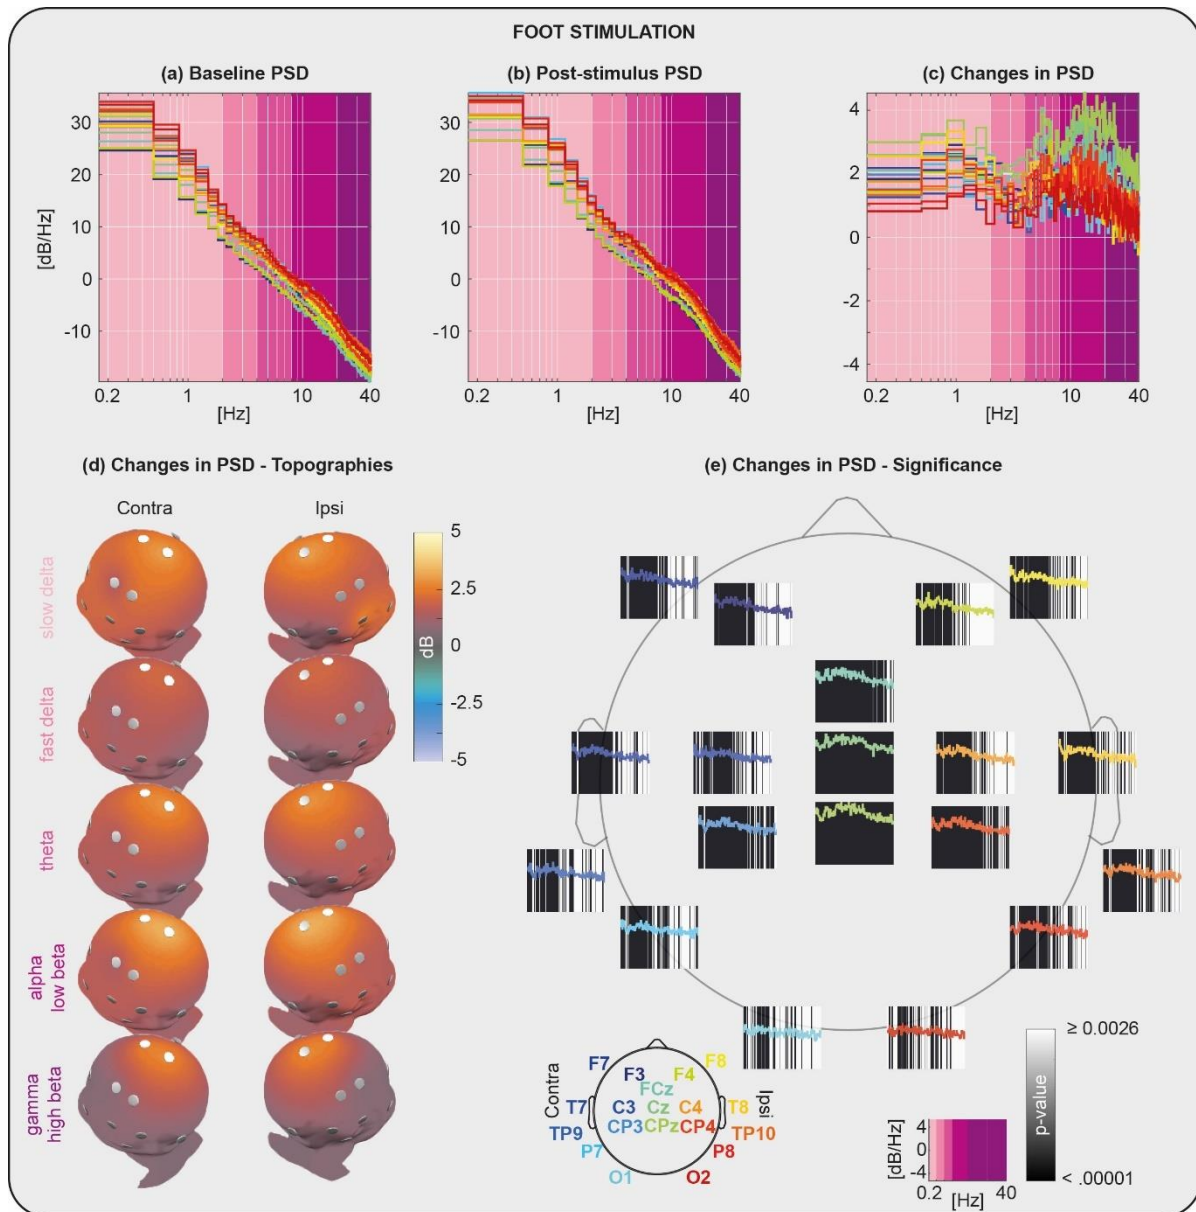 FOOT STIMULATION
(a) Baseline PSD
(b) Post-stimulus PSD
(c) Changes in PSD
[dB/Hz]
30
20
10
0
-10
0.2 1 10 40
[Hz]
30
20
10
0
-10
0.2 1 10 40
[Hz]
4
2
0
-2
-4
0.2 1 10 40
[Hz]
(d) Changes in PSD - Topographies
Contra Ipsi
slow delta
fast delta
theta
alpha
low beta
gamma
high beta
5
2.5
0
-2.5
-5
dB
(e) Changes in PSD - Significance
Contra
Ipsi
F7 F8
F3 F4
FCz
T7 C3 Cz C4 T8
TP9 CP3 CPz CP4 TP10
P7 P8
O1 O2
[dB/Hz]
4
0
-4
0.2 40
[Hz]
p-value
≥ 0.0026
< .00001